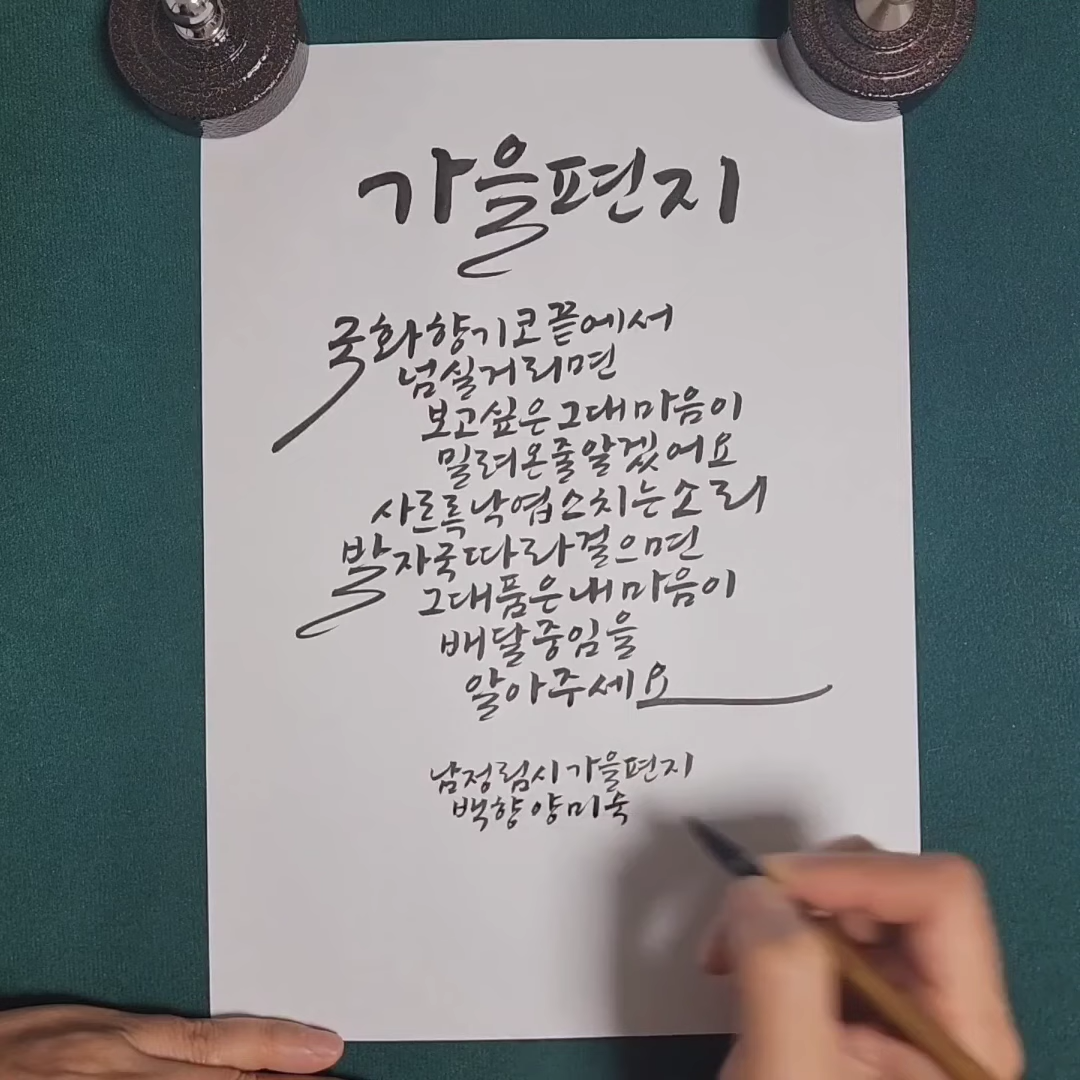 가을편지
국화향기코끝에서
넘실거리면
보고싶은그대마음이
밀려온줄알겠어요
사르륵낙엽스치는소리
발자국따라걸으면
그대품은내마음이
배달중임을
알아주세요
남정림시가을편지
백향양미숙